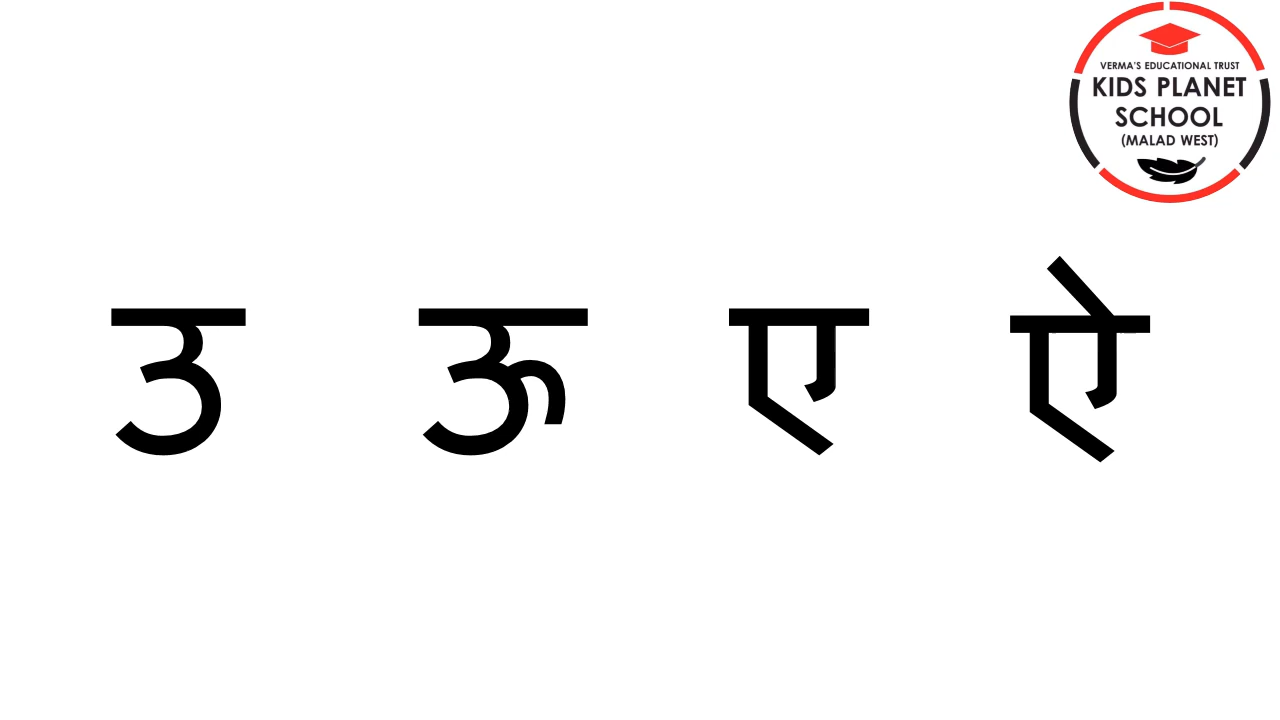 VERMA'S EDUCATIONAL TRUST
KIDS PLANET
SCHOOL
(MALAD WEST)
उ ऊ ए ऐ